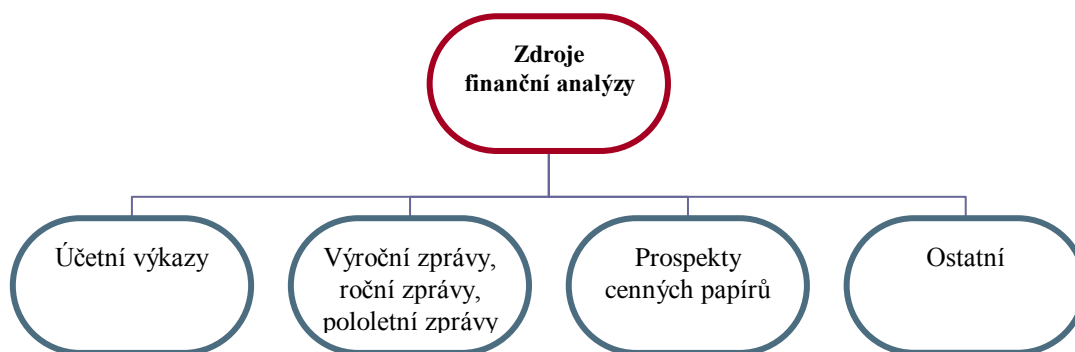 Zdroje
finanční analýzy
Účetní výkazy
Výroční zprávy,
roční zprávy,
pololetní zprávy
Prospekty
cenných papírů
Ostatní